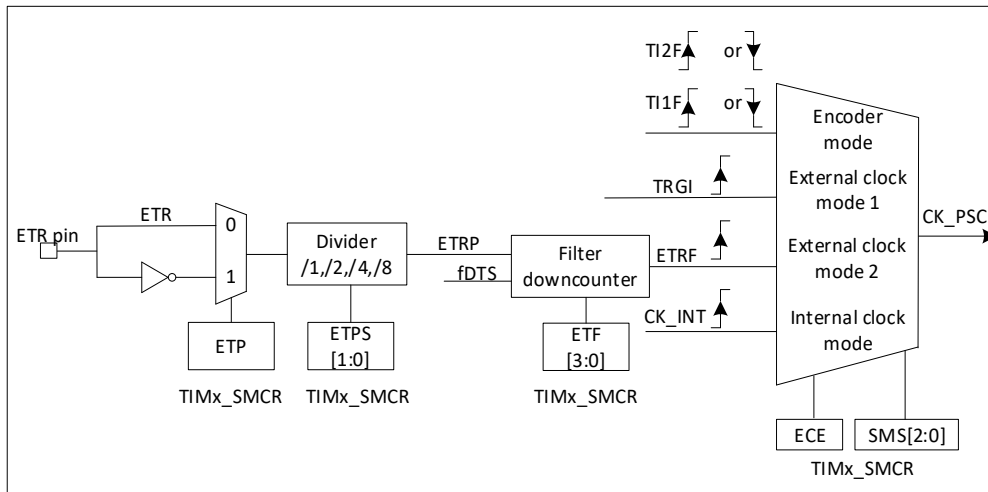 TI2F or
TI1F or
Encoder
mode
TRGI
External clock
mode 1
CK_PSC
ETR pin
ETR
0
1
Divider
/1,/2,/4,/8
ETRP
fDTS
Filter
downcounter
ETRF
External clock
mode 2
CK_INT
Internal clock
mode
ETP
ETPS
[1:0]
ETF
[3:0]
TIMx_SMCR
TIMx_SMCR
TIMx_SMCR
ECE
SMS[2:0]
TIMx_SMCR